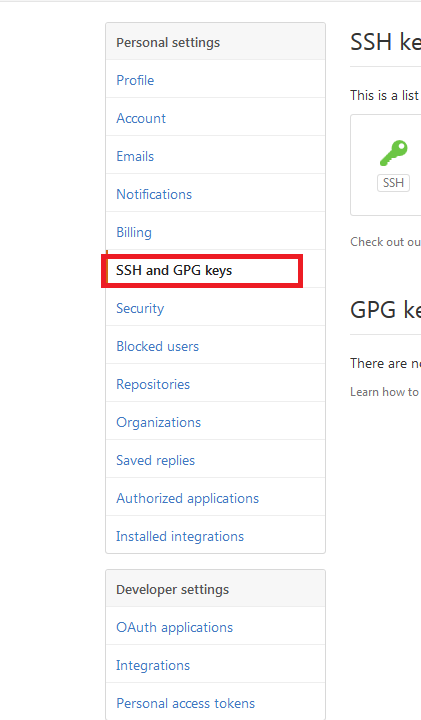 Personal settings
Profile
Account
Emails
Notifications
Billing
SSH and GPG keys
Security
Blocked users
Repositories
Organizations
Saved replies
Authorized applications
Installed integrations
Developer settings
OAuth applications
Integrations
Personal access tokens
SSH ke
This is a list
SSH
Check out ou
GPG ke
There are n
Learn how to